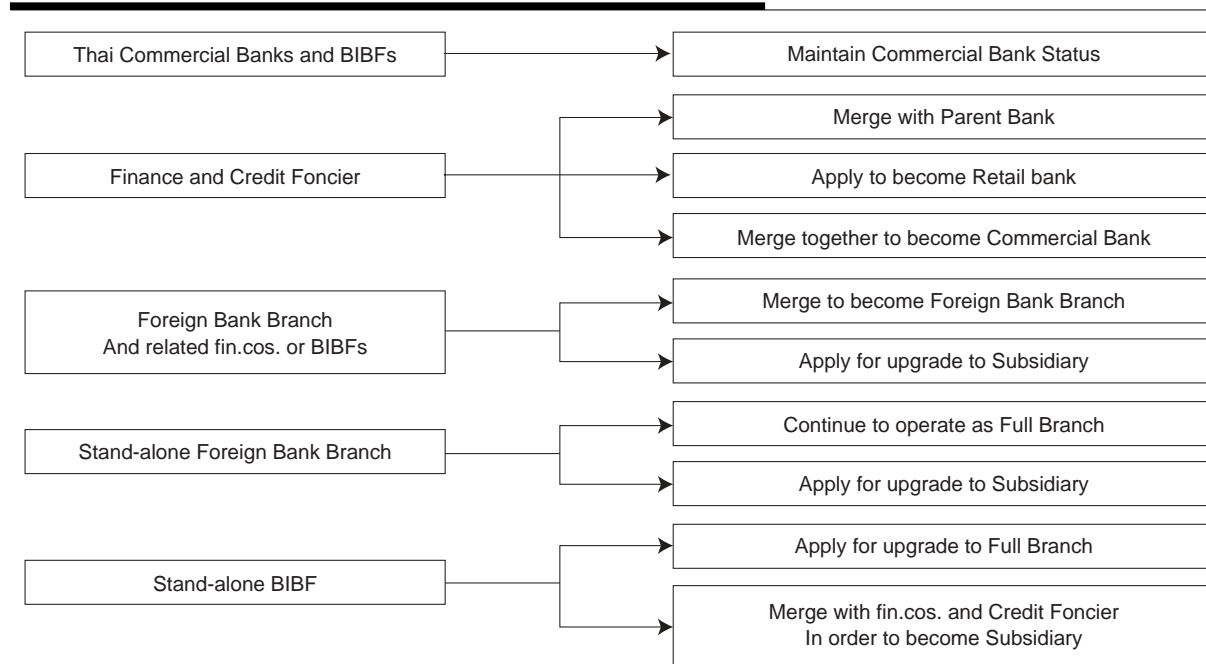 Thai Commercial Banks and BIBFs
Maintain Commercial Bank Status
Finance and Credit Foncier
Merge with Parent Bank
Apply to become Retail bank
Merge together to become Commercial Bank
Foreign Bank Branch
And related fin.cos. or BIBFs
Merge to become Foreign Bank Branch
Apply for upgrade to Subsidiary
Stand-alone Foreign Bank Branch
Continue to operate as Full Branch
Apply for upgrade to Subsidiary
Stand-alone BIBF
Apply for upgrade to Full Branch
Merge with fin.cos. and Credit Foncier
In order to become Subsidiary